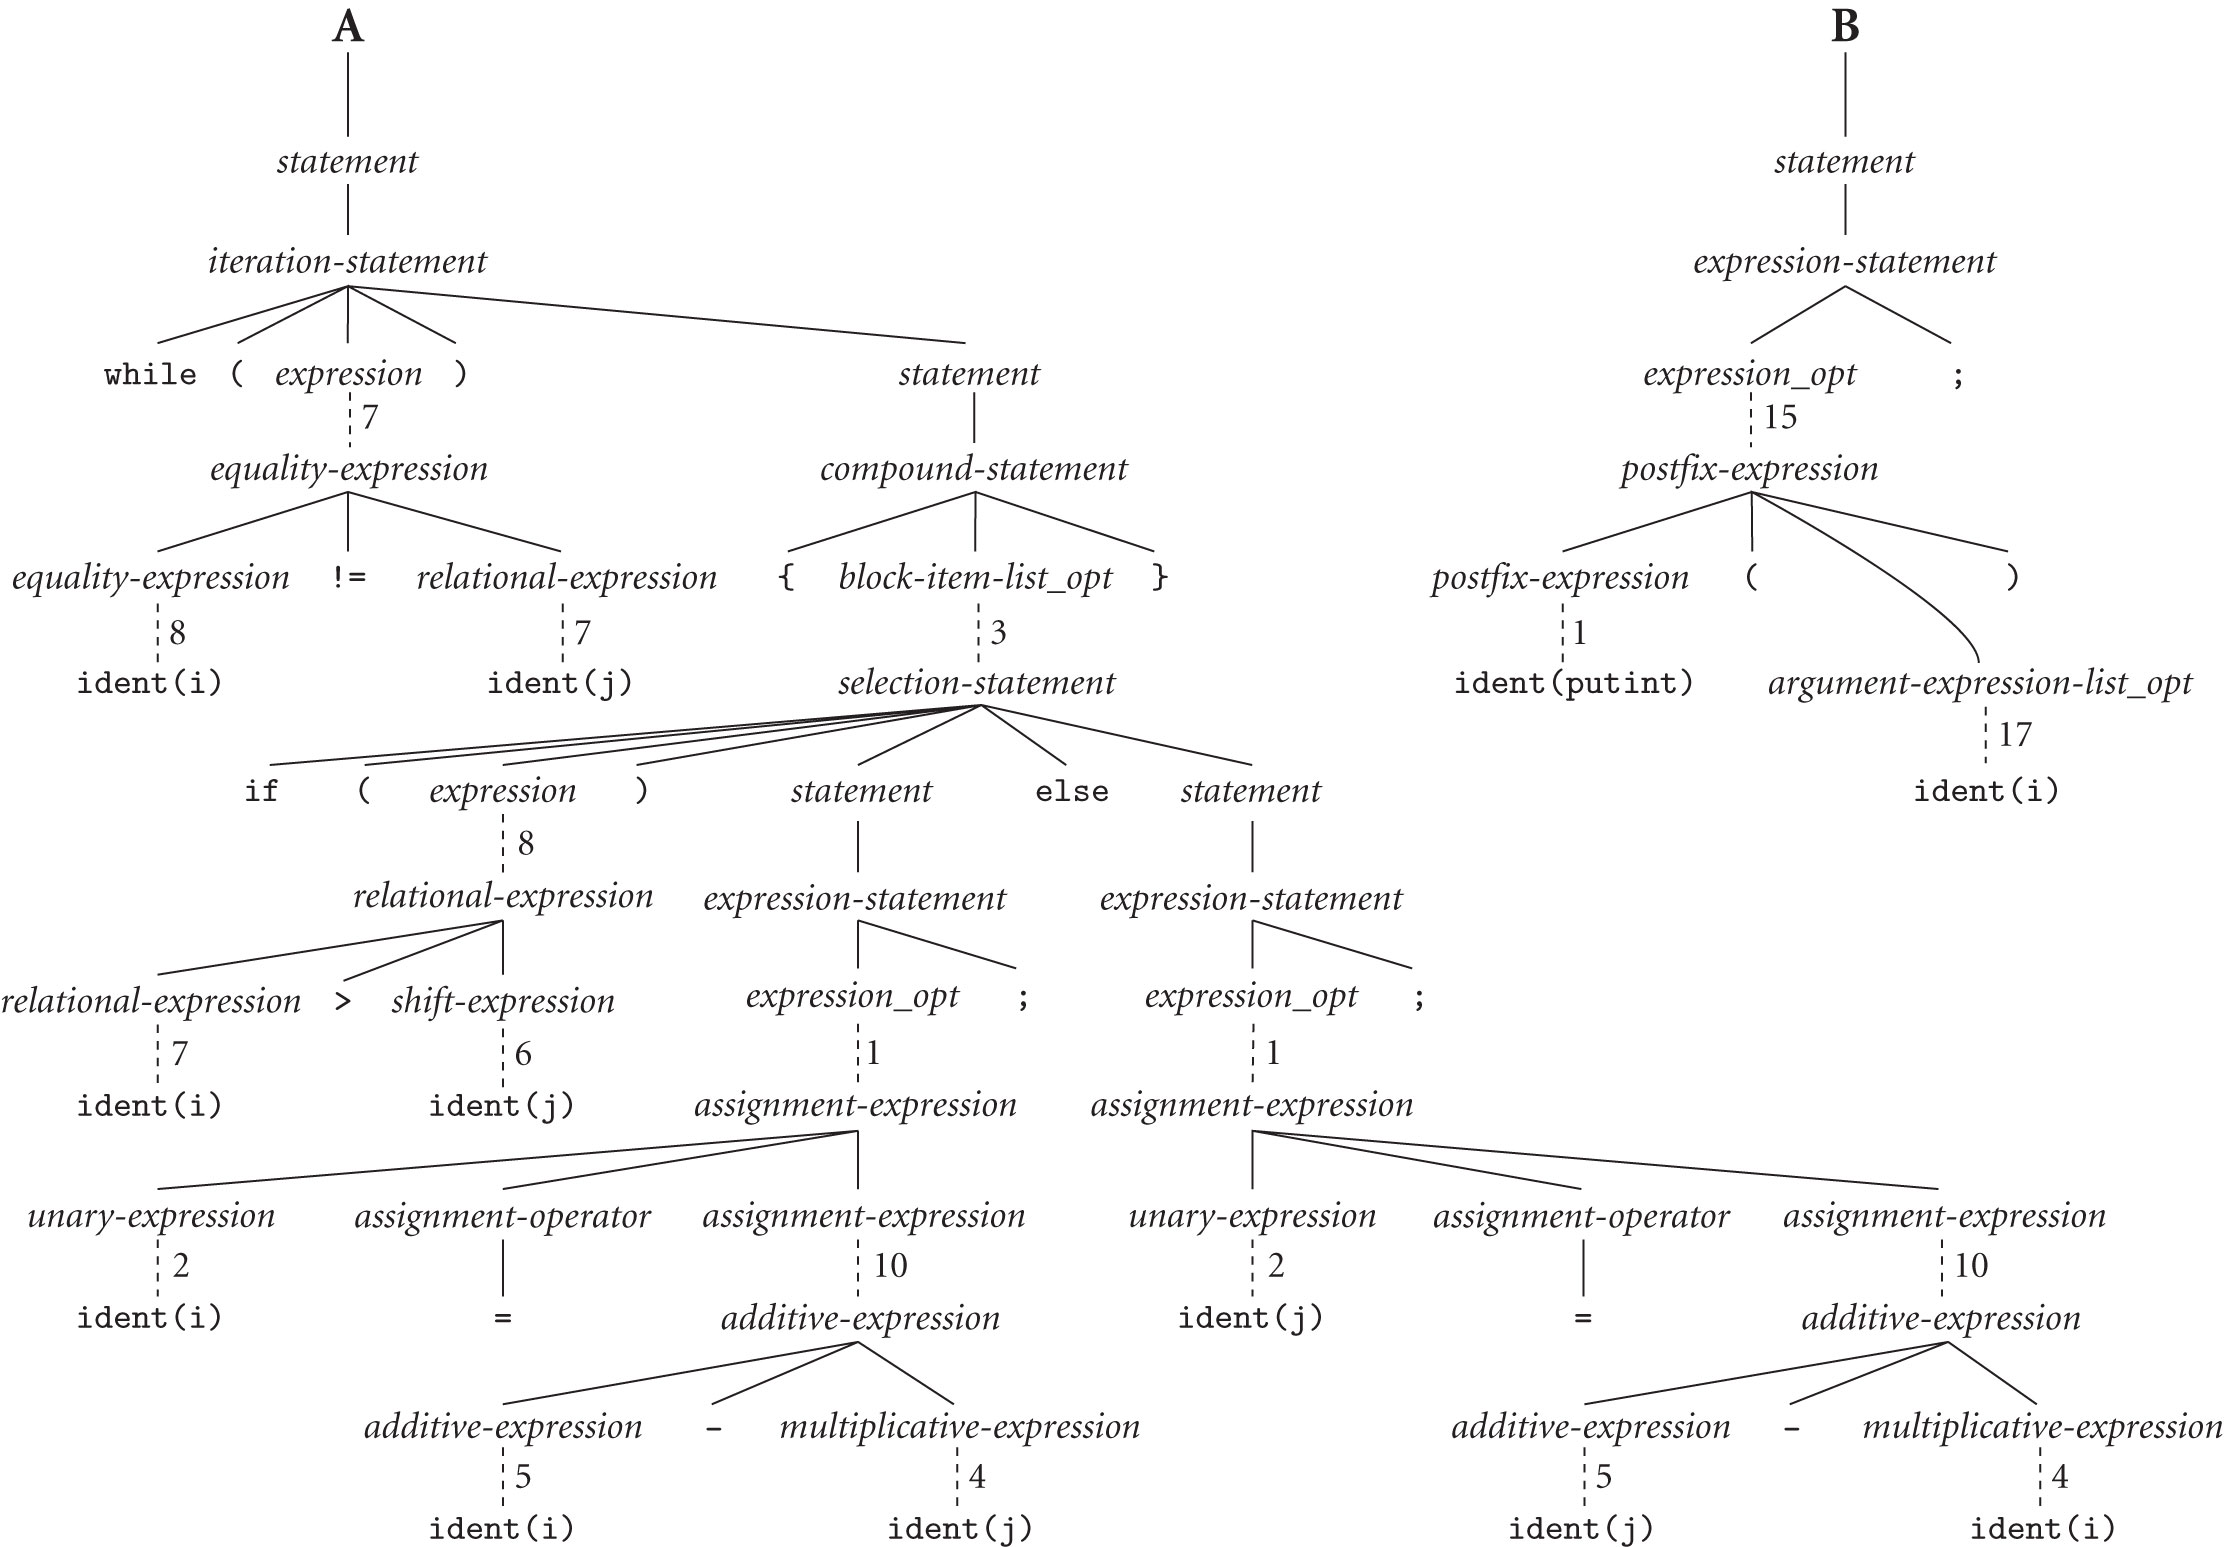 A B
statement statement
iteration-statement expression-statement
while ( expression ) statement expression_opt ;
7 15
equality-expression compound-statement postfix-expression
equality-expression != relational-expression { block-item-list_opt } postfix-expression ( )
8 7 3 1
ident(i) ident(j) selection-statement ident(putint) argument-expression-list_opt
17
if ( expression ) statement else statement ident(i)
8
relational-expression expression-statement expression-statement
relational-expression > shift-expression expression_opt ; expression_opt ;
7 6 1 1
ident(i) ident(j) assignment-expression assignment-expression
unary-expression assignment-operator assignment-expression unary-expression assignment-operator assignment-expression
2 10 2 10
ident(i) = additive-expression ident(j) = additive-expression
additive-expression - multiplicative-expression additive-expression - multiplicative-expression
5 4 5 4
ident(i) ident(j) ident(j) ident(i)